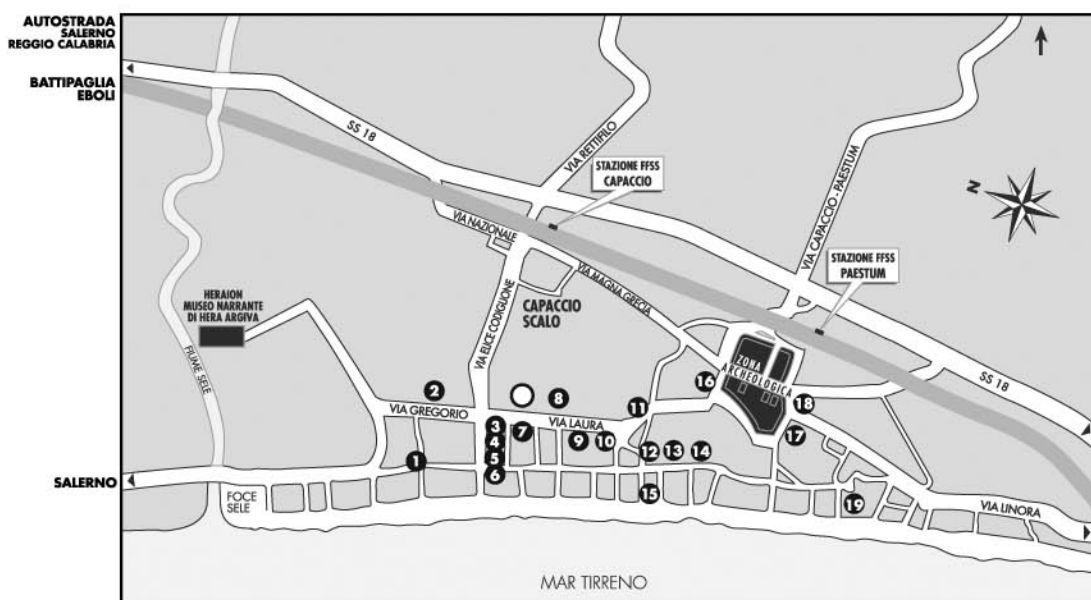 AUTOSTRADA
SALERNO
REGGIO CALABRIA
BATTIPAGLIA
EBOLI
SS 18
VIA RETTIFILO
STAZIONE FFSS
CAPACCIO
VIA CAPACCIO - PAESTUM
N
VIA NAZIONALE
STAZIONE FFSS
PAESTUM
VIA MAGNA GRECIA
HERAION
MUSEO NARRANTE
DI HERA ARGIVA
CAPACCIO
SCALO
VIA ELICE CODIGLIONE
FIUME SELE
ZONA
ARCHEOLOGICA
SS 18
16
2
8
18
VIA GREGORIO
11
3
7
VIA LAURA
17
4
9
10
1
5
12
13
14
6
SALERNO
FOCE
SELE
15
19
VIA LINORA
MAR TIRRENO